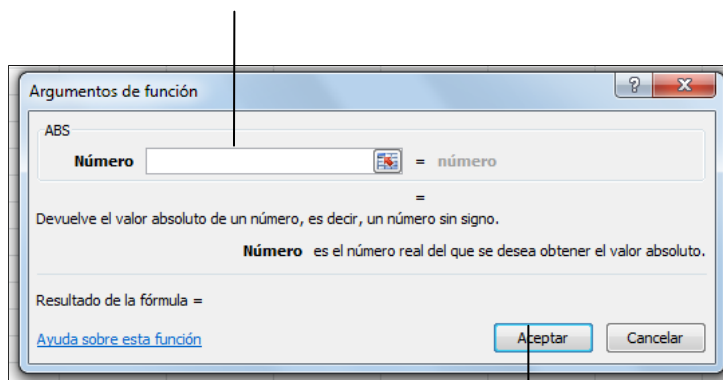 Argumentos de función
ABS
Número = número
=
Devuelve el valor absoluto de un número, es decir, un número sin signo.
Número es el número real del que se desea obtener el valor absoluto.
Resultado de la fórmula =
Ayuda sobre esta función Aceptar Cancelar